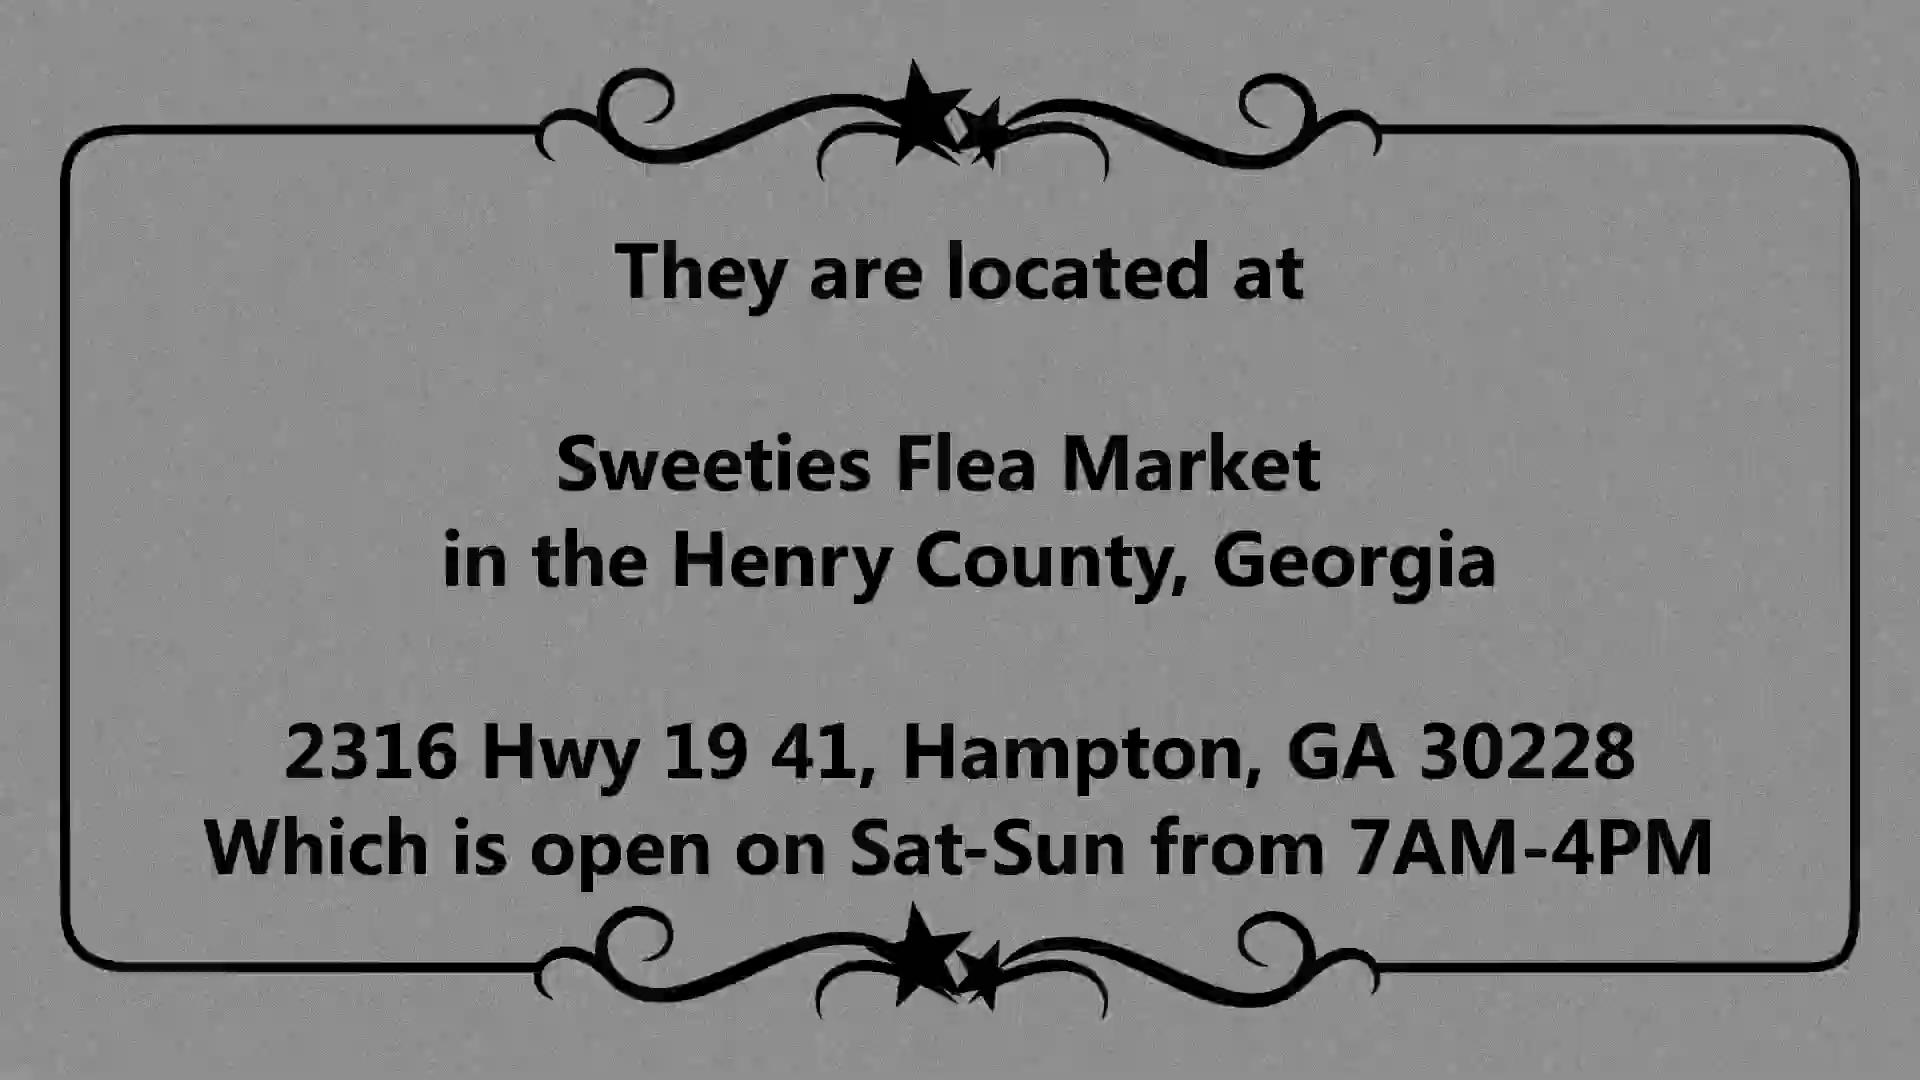 They are located at
Sweeties Flea Market
in the Henry County, Georgia
2316 Hwy 19 41, Hampton, GA 30228
Which is open on Sat-Sun from 7AM-4PM